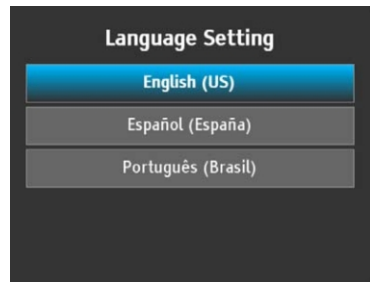 Language Setting
English (US)
Español (España)
Português (Brasil)